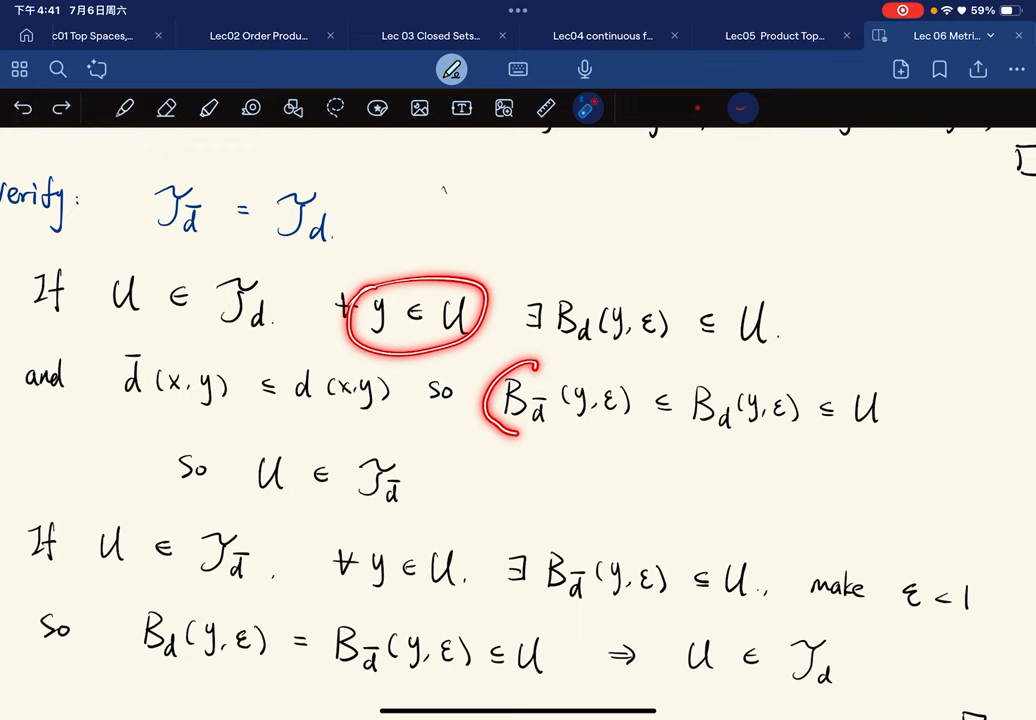 下午4:41 7月6日周六 59%
c01 Top Spaces,... Lec02 Order Produ... Lec 03 Closed Sets... Lec04 continuous f... Lec05 Product Top... Lec 06 Metri...
verify: 𝒯_d̄ = 𝒯_d.
If U ∈ 𝒯_d. ∀ y ∈ U ∃ B_d(y, ε) ⊆ U.
and d̄(x, y) ≤ d(x,y) so B_d̄(y, ε) ⊆ B_d(y, ε) ⊆ U
So U ∈ 𝒯_d̄
If U ∈ 𝒯_d̄. ∀ y ∈ U. ∃ B_d̄(y, ε) ⊆ U., make ε < 1
So B_d(y, ε) = B_d̄(y, ε) ⊆ U ⇒ U ∈ 𝒯_d